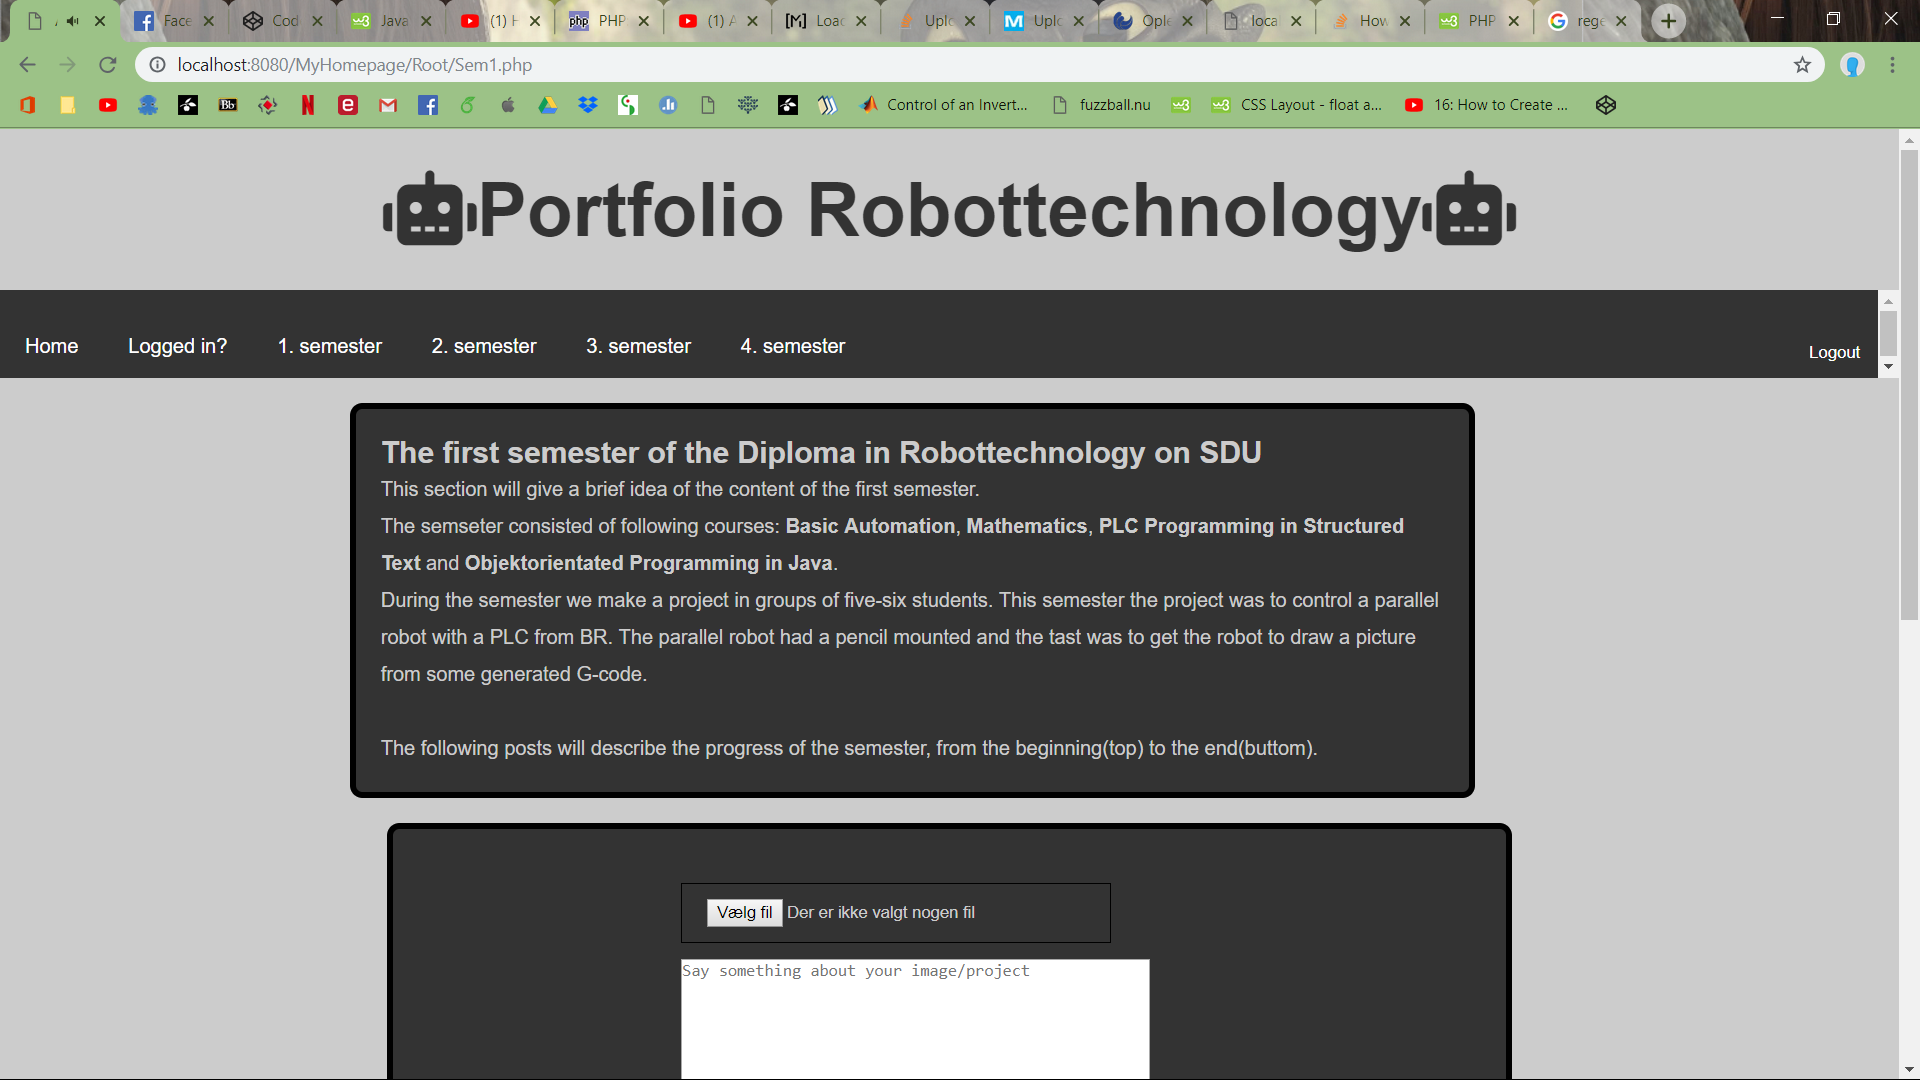 Face
Cod
Java
(1) H
PHP
(1) A
Load
Uplo
Uplo
Ople
loca
How
PHP
rege
localhost:8080/MyHomepage/Root/Sem1.php
Control of an Invert...
fuzzball.nu
CSS Layout - float a...
16: How to Create ...
Portfolio Robottechnology
Home Logged in? 1. semester 2. semester 3. semester 4. semester Logout
The first semester of the Diploma in Robottechnology on SDU
This section will give a brief idea of the content of the first semester.
The semseter consisted of following courses: Basic Automation, Mathematics, PLC Programming in Structured
Text and Objektorientated Programming in Java.
During the semester we make a project in groups of five-six students. This semester the project was to control a parallel
robot with a PLC from BR. The parallel robot had a pencil mounted and the tast was to get the robot to draw a picture
from some generated G-code.
The following posts will describe the progress of the semester, from the beginning(top) to the end(buttom).
Vælg fil Der er ikke valgt nogen fil
Say something about your image/project